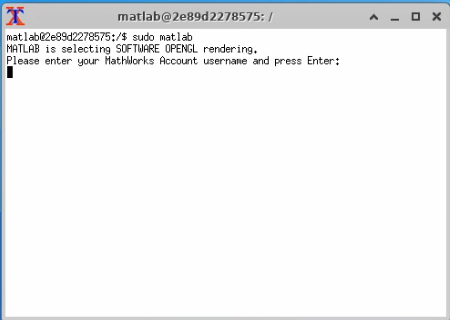 matlab@2e89d2278575: /
matlab@2e89d2278575:/$ sudo matlab
MATLAB is selecting SOFTWARE OPENGL rendering.
Please enter your MathWorks Account username and press Enter: